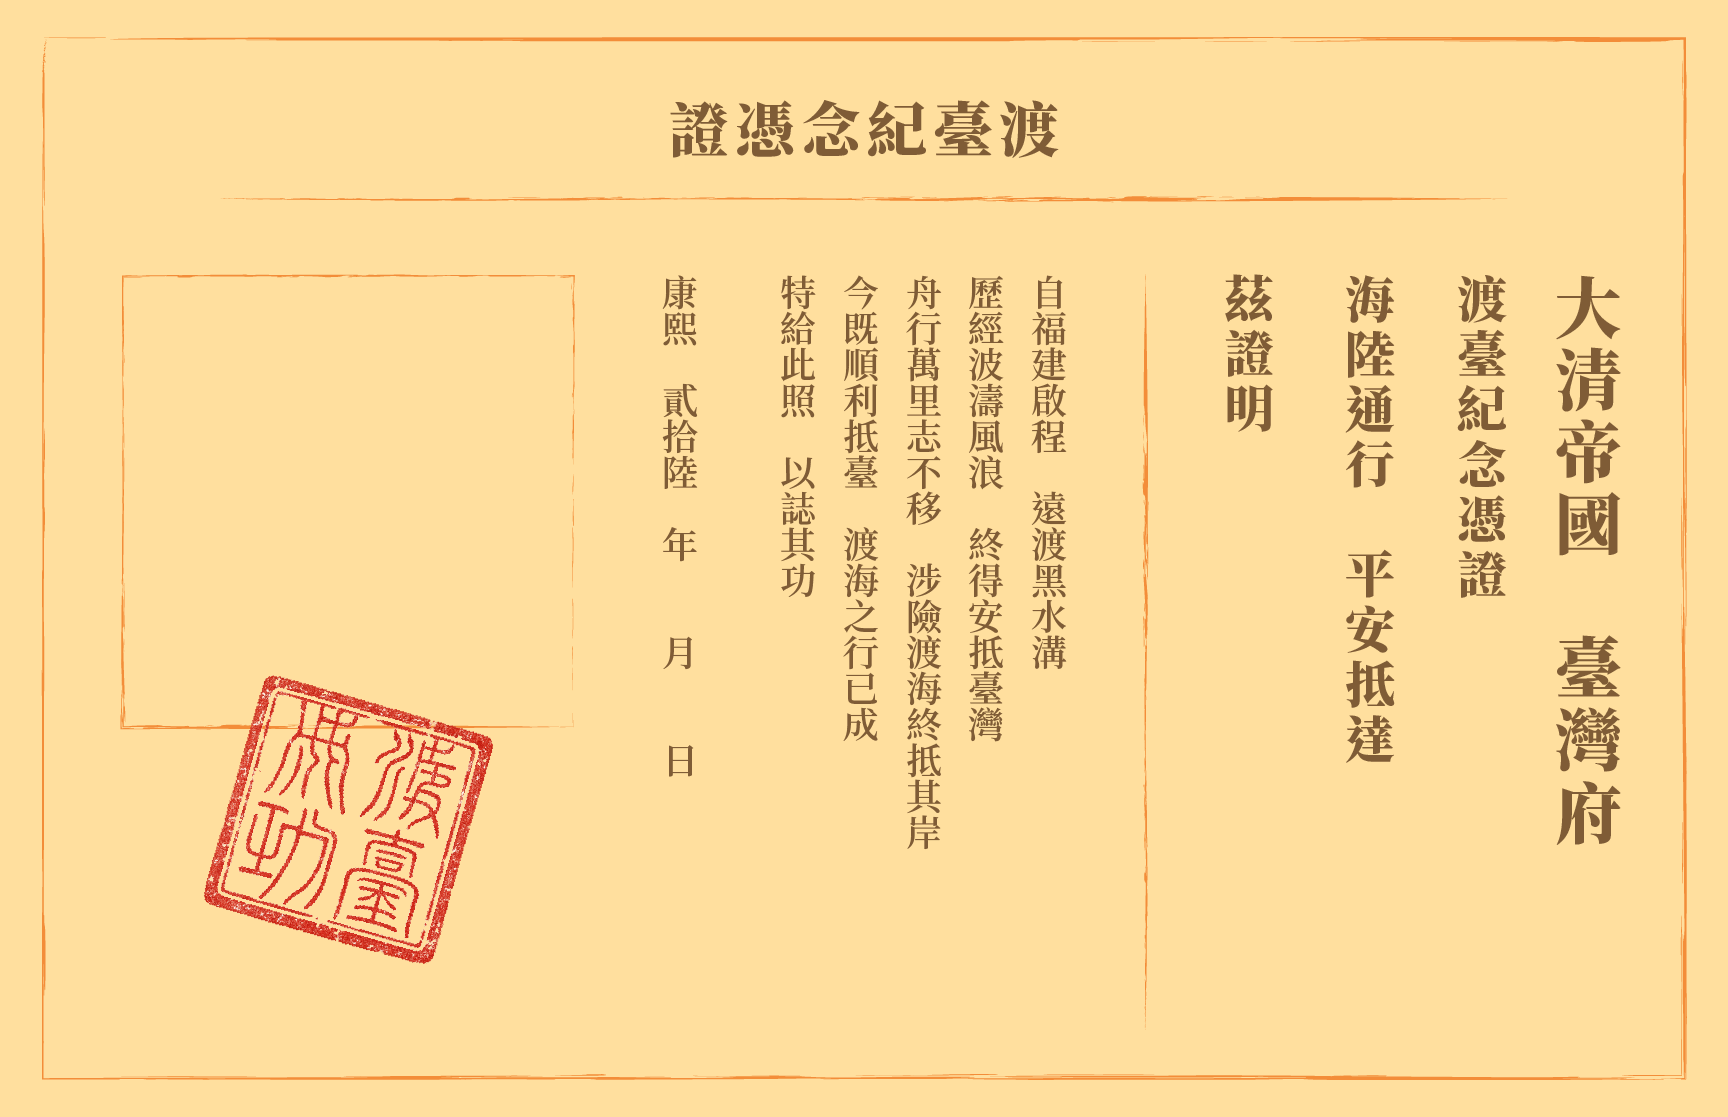 渡臺紀念憑證
大清帝國　臺灣府
渡臺紀念憑證
海陸通行　平安抵達
茲證明
自福建啟程　遠渡黑水溝
歷經波濤風浪　終得安抵臺灣
舟行萬里志不移　涉險渡海終抵其岸
今既順利抵臺　渡海之行已成
特給此照　以誌其功
康熙　貳拾陸　年　　月　　日
渡臺
無功